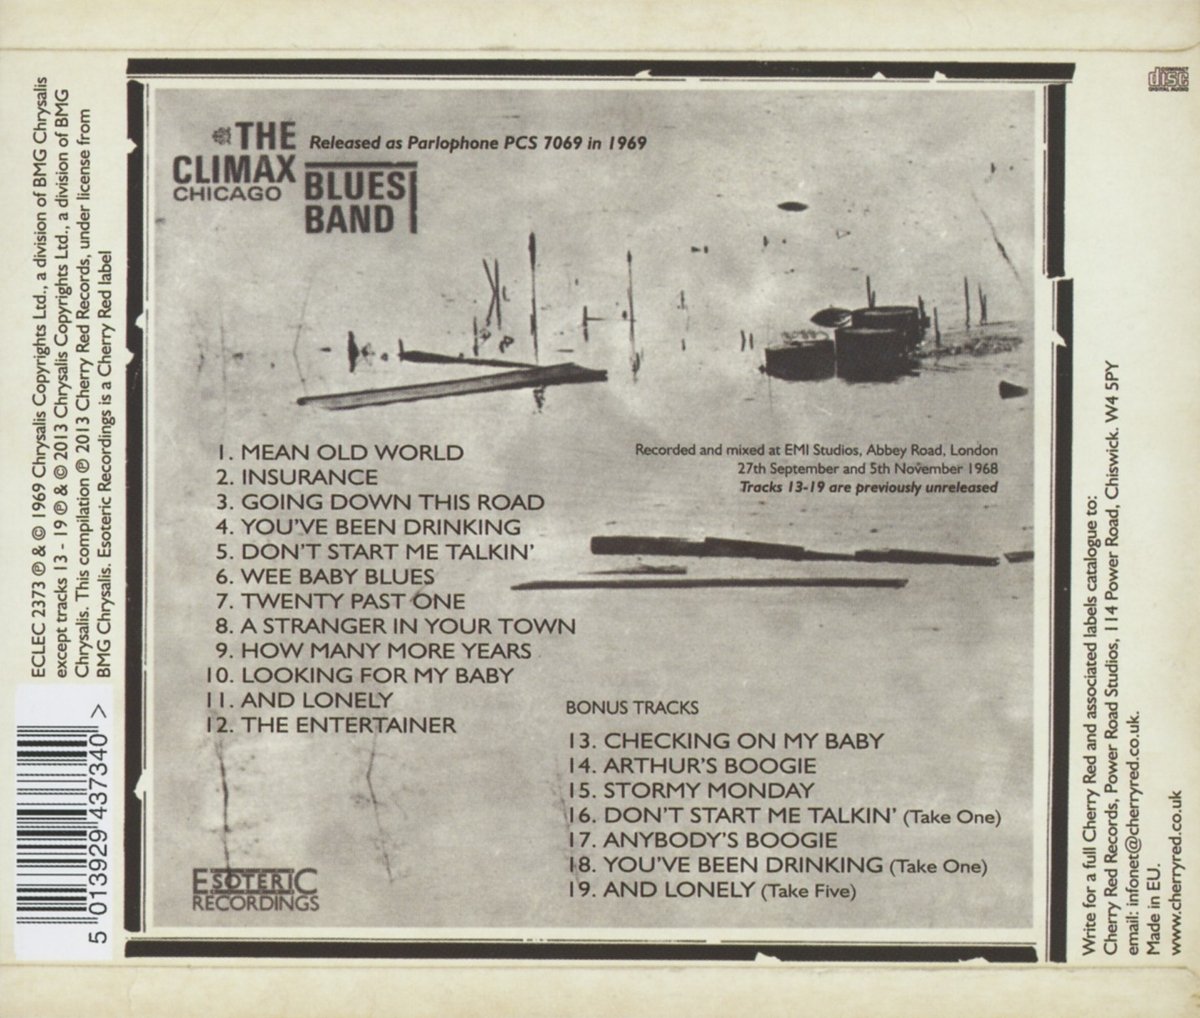 THE
CLIMAX
CHICAGO
BLUES
BAND
Released as Parlophone PCS 7069 in 1969
1. MEAN OLD WORLD
2. INSURANCE
3. GOING DOWN THIS ROAD
4. YOU'VE BEEN DRINKING
5. DON'T START ME TALKIN'
6. WEE BABY BLUES
7. TWENTY PAST ONE
8. A STRANGER IN YOUR TOWN
9. HOW MANY MORE YEARS
10. LOOKING FOR MY BABY
11. AND LONELY
12. THE ENTERTAINER
Recorded and mixed at EMI Studios, Abbey Road, London
27th September and 5th November 1968
Tracks 13-19 are previously unreleased
BONUS TRACKS
13. CHECKING ON MY BABY
14. ARTHUR'S BOOGIE
15. STORMY MONDAY
16. DON'T START ME TALKIN' (Take One)
17. ANYBODY'S BOOGIE
18. YOU'VE BEEN DRINKING (Take One)
19. AND LONELY (Take Five)
ESOTERIC
RECORDINGS
ECLEC 2373 ℗ & © 1969 Chrysalis Copyrights Ltd., a division of BMG Chrysalis
except tracks 13 - 19 ℗ & © 2013 Chrysalis Copyrights Ltd., a division of BMG
Chrysalis. This compilation ℗ 2013 Cherry Red Records, under license from
BMG Chrysalis. Esoteric Recordings is a Cherry Red label
5 013929 437340 >
COMPACT
disc
DIGITAL AUDIO
Write for a full Cherry Red and associated labels catalogue to:
Cherry Red Records, Power Road Studios, 114 Power Road, Chiswick. W4 5PY
email: infonet@cherryred.co.uk.
Made in EU.
www.cherryred.co.uk